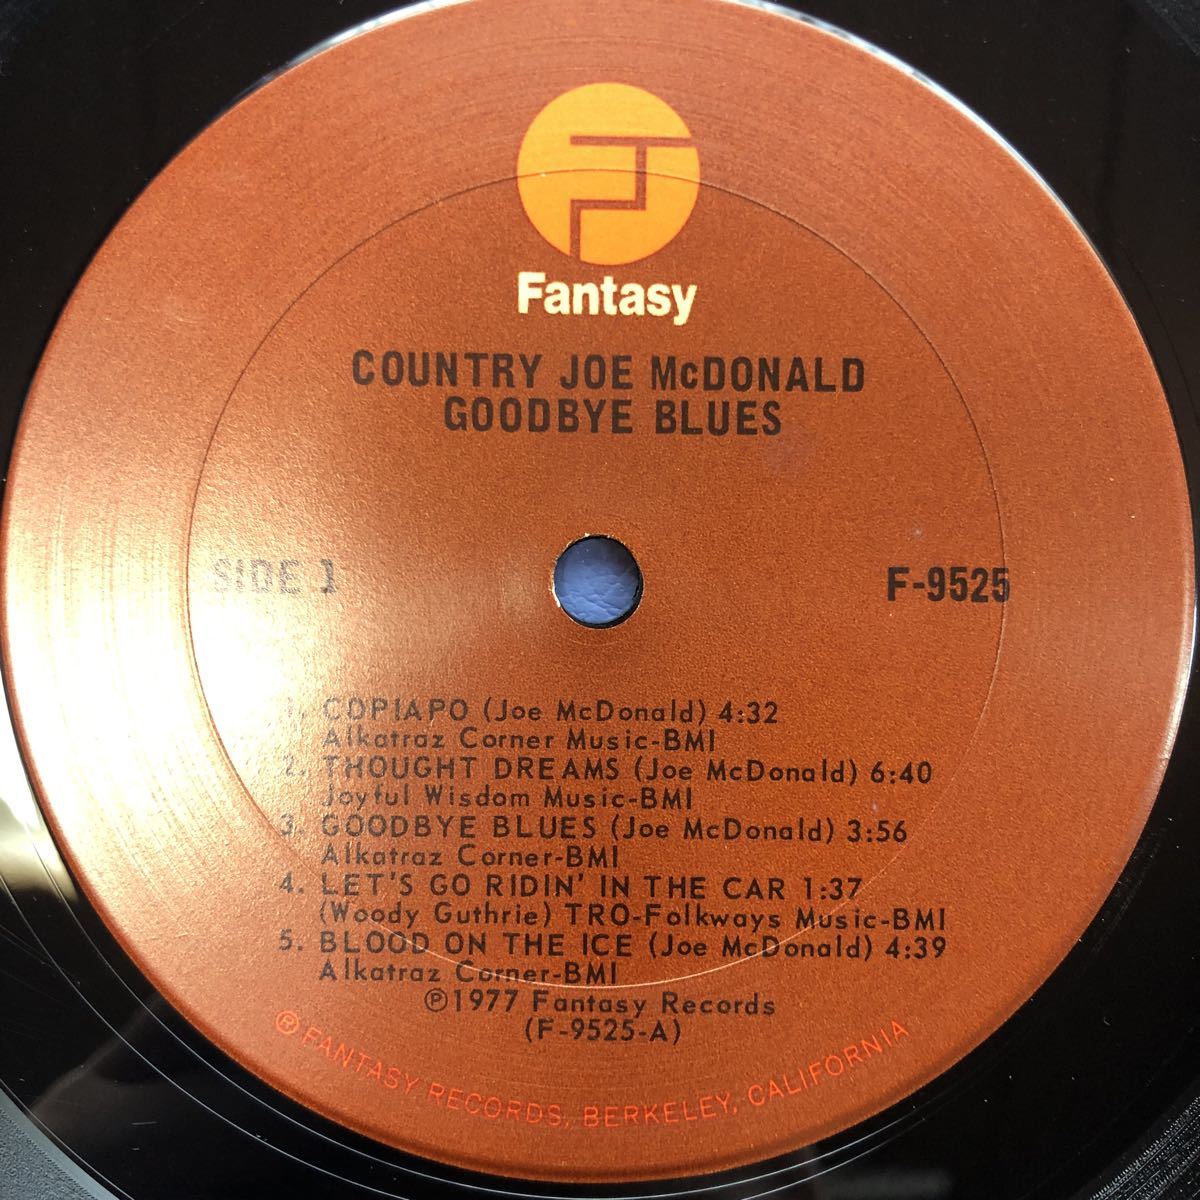 Fantasy
COUNTRY JOE McDONALD
GOODBYE BLUES
SIDE 1
F-9525
1. COPIAPO (Joe McDonald) 4:32
Alkatraz Corner Music-BMI
2. THOUGHT DREAMS (Joe McDonald) 6:40
Joyful Wisdom Music-BMI
3. GOODBYE BLUES (Joe McDonald) 3:56
Alkatraz Corner-BMI
4. LET'S GO RIDIN' IN THE CAR 1:37
(Woody Guthrie) TRO-Folkways Music-BMI
5. BLOOD ON THE ICE (Joe McDonald) 4:39
Alkatraz Corner-BMI
℗1977 Fantasy Records
(F-9525-A)
® FANTASY RECORDS, BERKELEY, CALIFORNIA